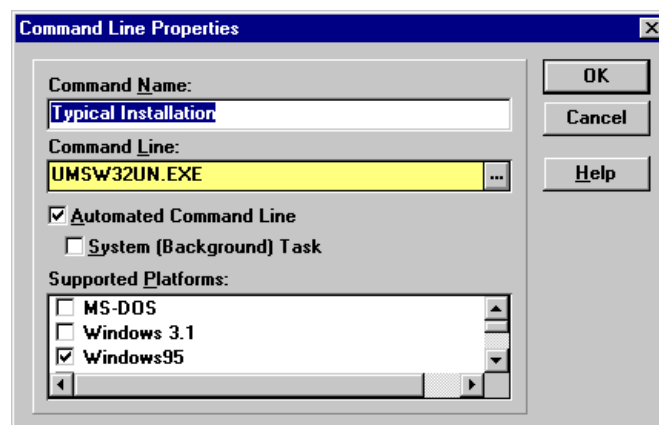 Command Line Properties
Command Name:
Typical Installation
Command Line:
UMSW32UN.EXE
...
Automated Command Line
System (Background) Task
Supported Platforms:
MS-DOS
Windows 3.1
Windows95
OK
Cancel
Help